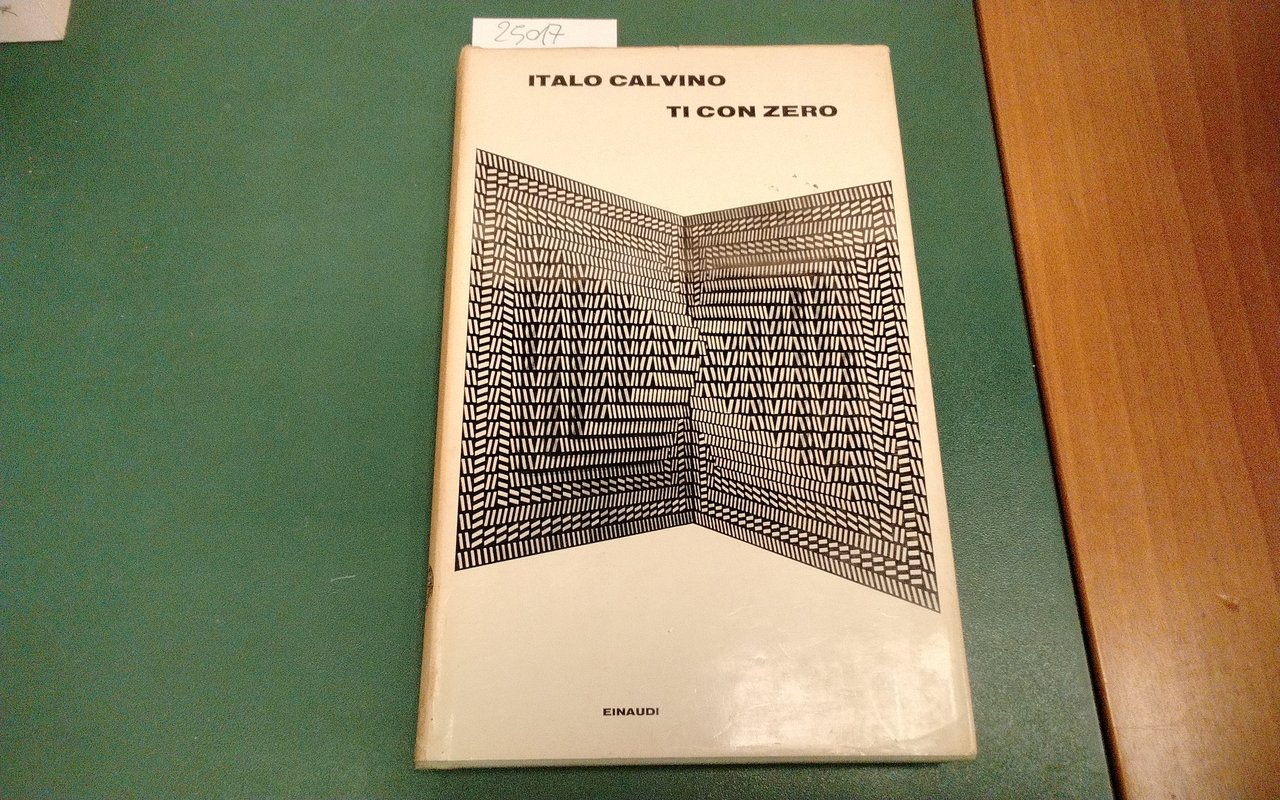 25017
ITALO CALVINO
TI CON ZERO
EINAUDI